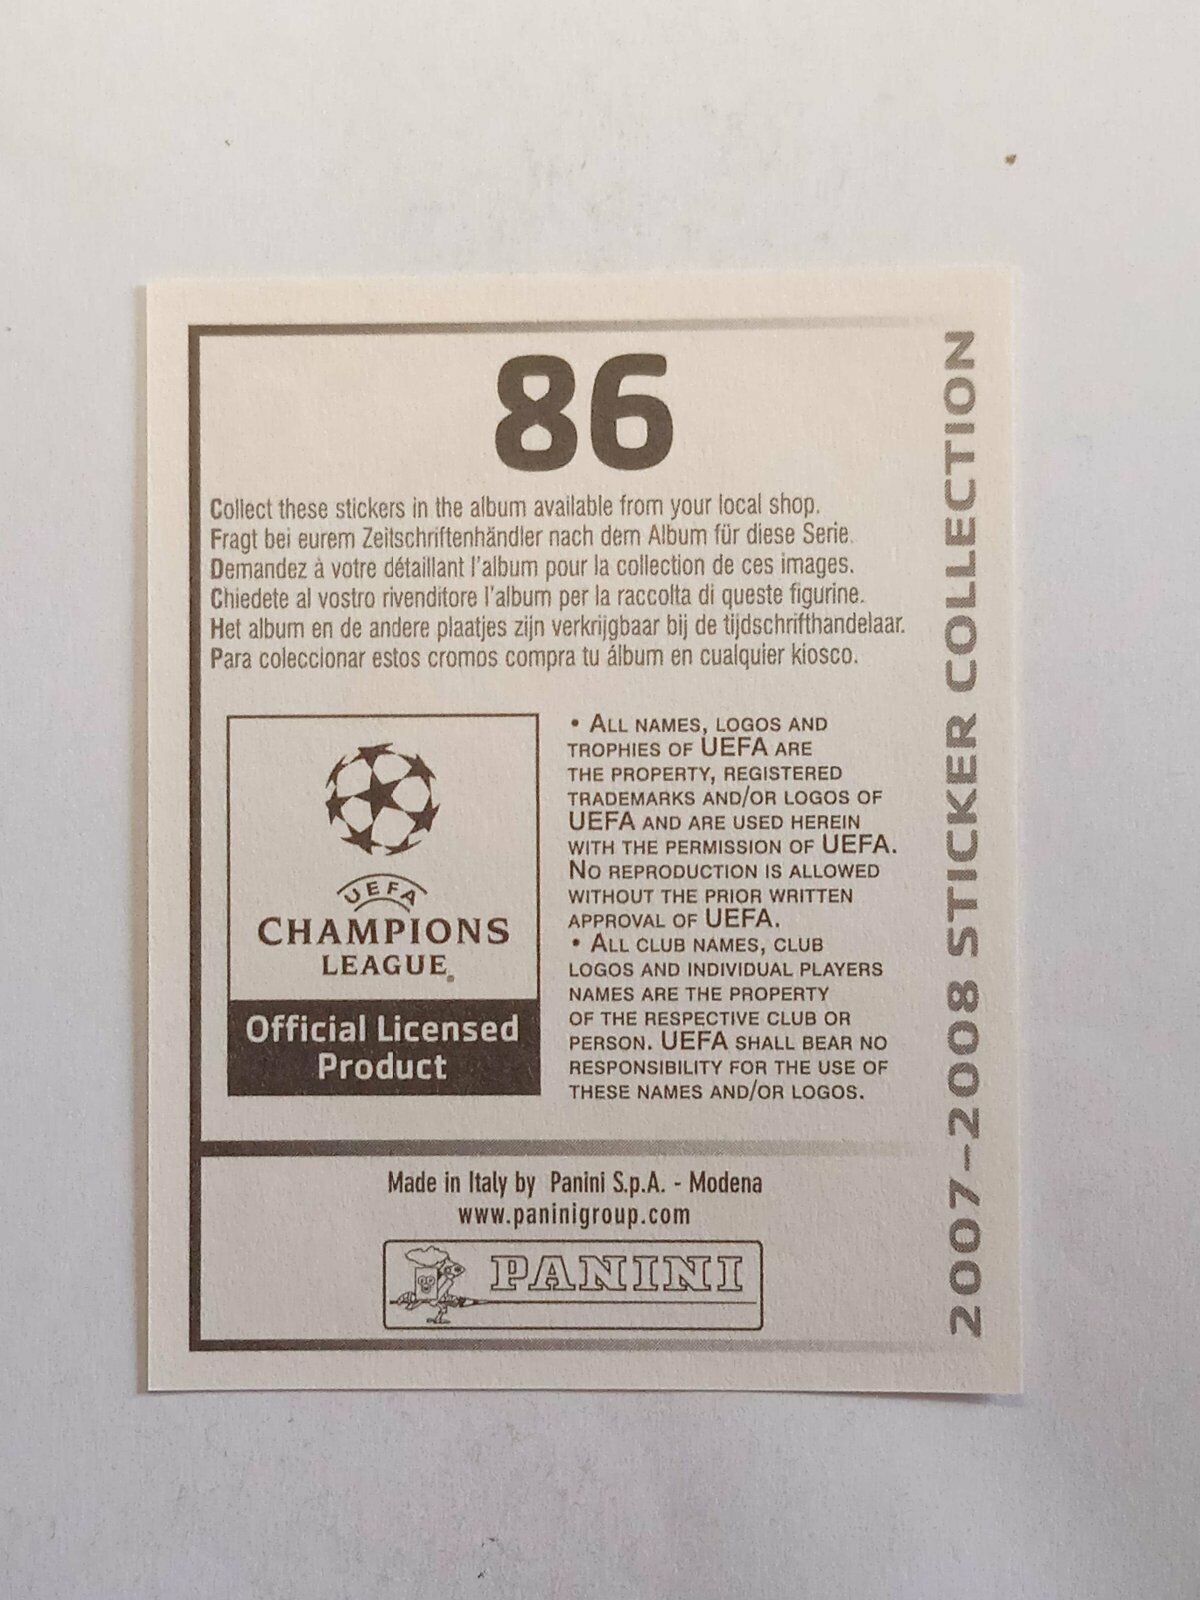 86
Collect these stickers in the album available from your local shop.
Fragt bei eurem Zeitschriftenhändler nach dem Album für diese Serie.
Demandez à votre détaillant l'album pour la collection de ces images.
Chiedete al vostro rivenditore l'album per la raccolta di queste figurine.
Het album en de andere plaatjes zijn verkrijgbaar bij de tijdschrifthandelaar.
Para coleccionar estos cromos compra tu álbum en cualquier kiosco.
UEFA
CHAMPIONS
LEAGUE
Official Licensed
Product
• ALL NAMES, LOGOS AND
TROPHIES OF UEFA ARE
THE PROPERTY, REGISTERED
TRADEMARKS AND/OR LOGOS OF
UEFA AND ARE USED HEREIN
WITH THE PERMISSION OF UEFA.
NO REPRODUCTION IS ALLOWED
WITHOUT THE PRIOR WRITTEN
APPROVAL OF UEFA.
• ALL CLUB NAMES, CLUB
LOGOS AND INDIVIDUAL PLAYERS
NAMES ARE THE PROPERTY
OF THE RESPECTIVE CLUB OR
PERSON. UEFA SHALL BEAR NO
RESPONSIBILITY FOR THE USE OF
THESE NAMES AND/OR LOGOS.
Made in Italy by Panini S.p.A. - Modena
www.paninigroup.com
PANINI
2007-2008 STICKER COLLECTION